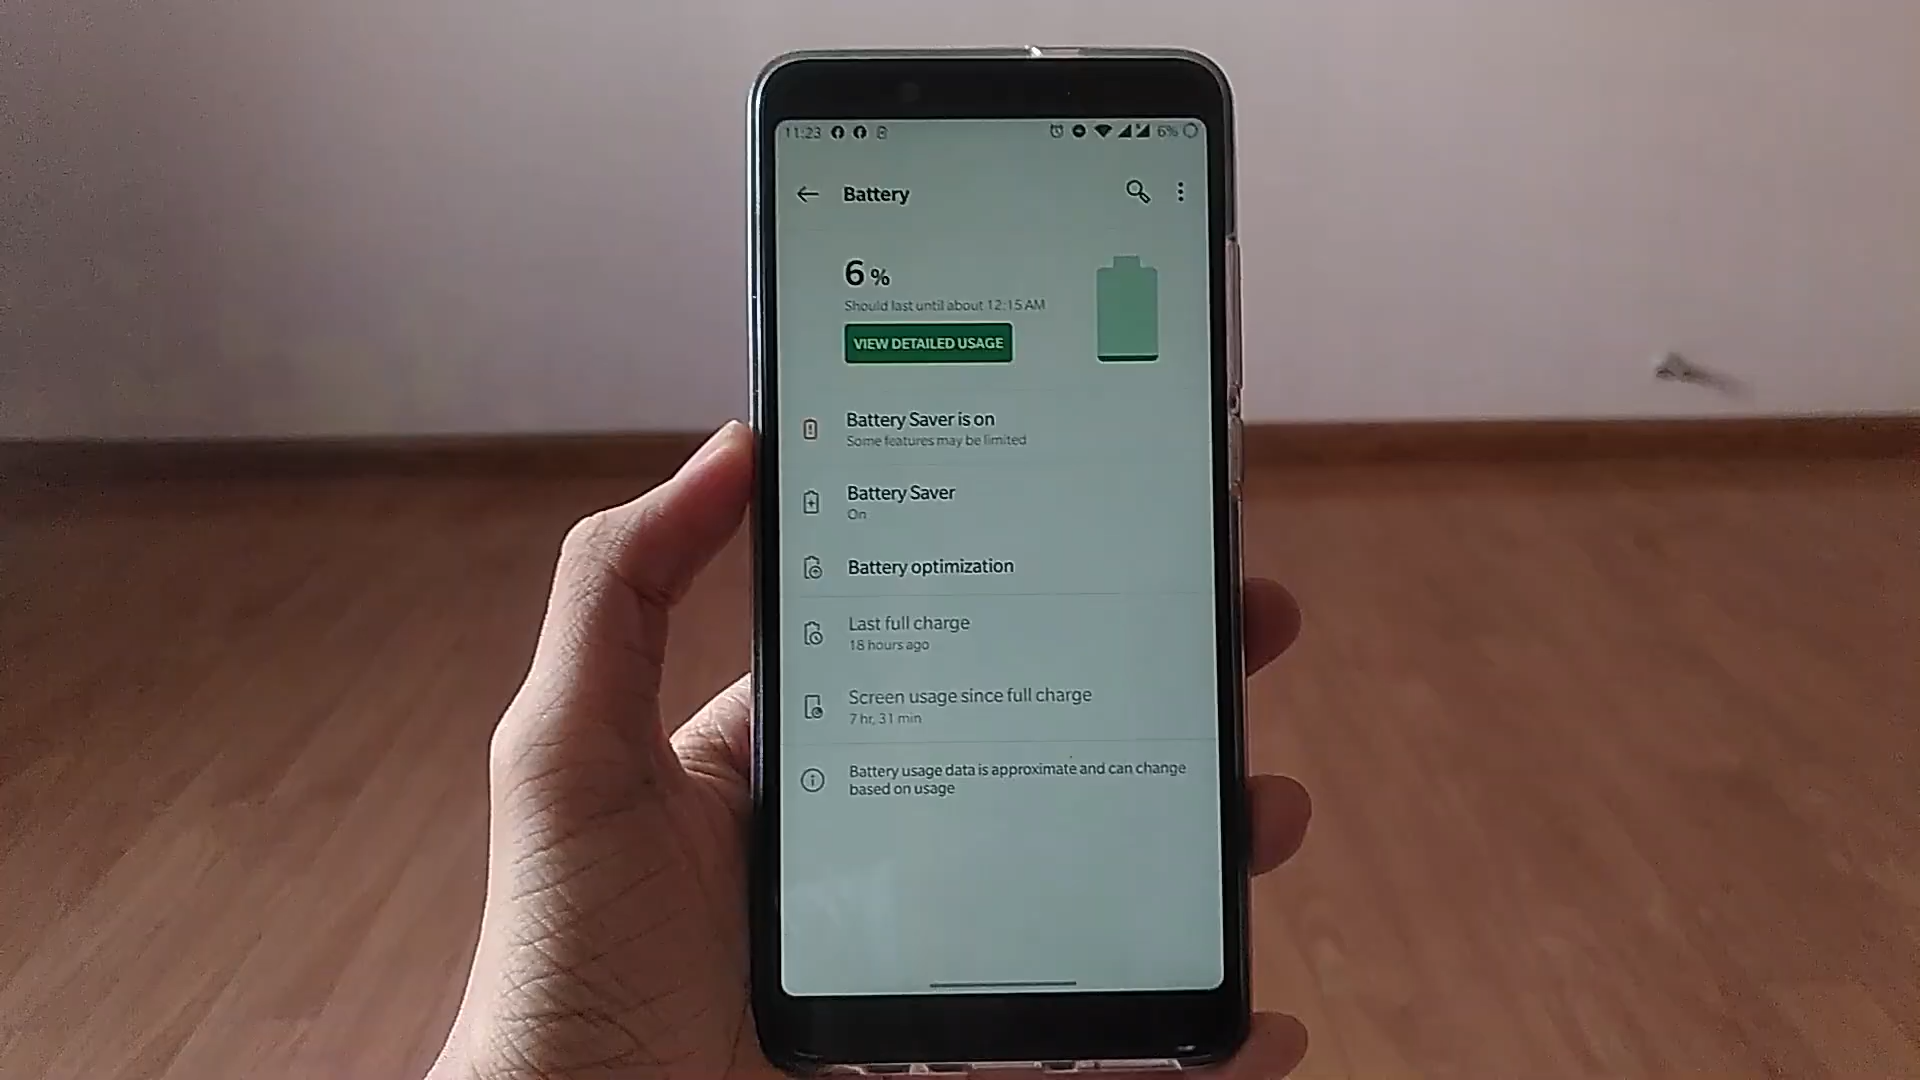 11:23 6%
Battery
6 %
Should last until about 12:15 AM
VIEW DETAILED USAGE
Battery Saver is on
Some features may be limited
Battery Saver
On
Battery optimization
Last full charge
18 hours ago
Screen usage since full charge
7 hr, 31 min
Battery usage data is approximate and can change
based on usage